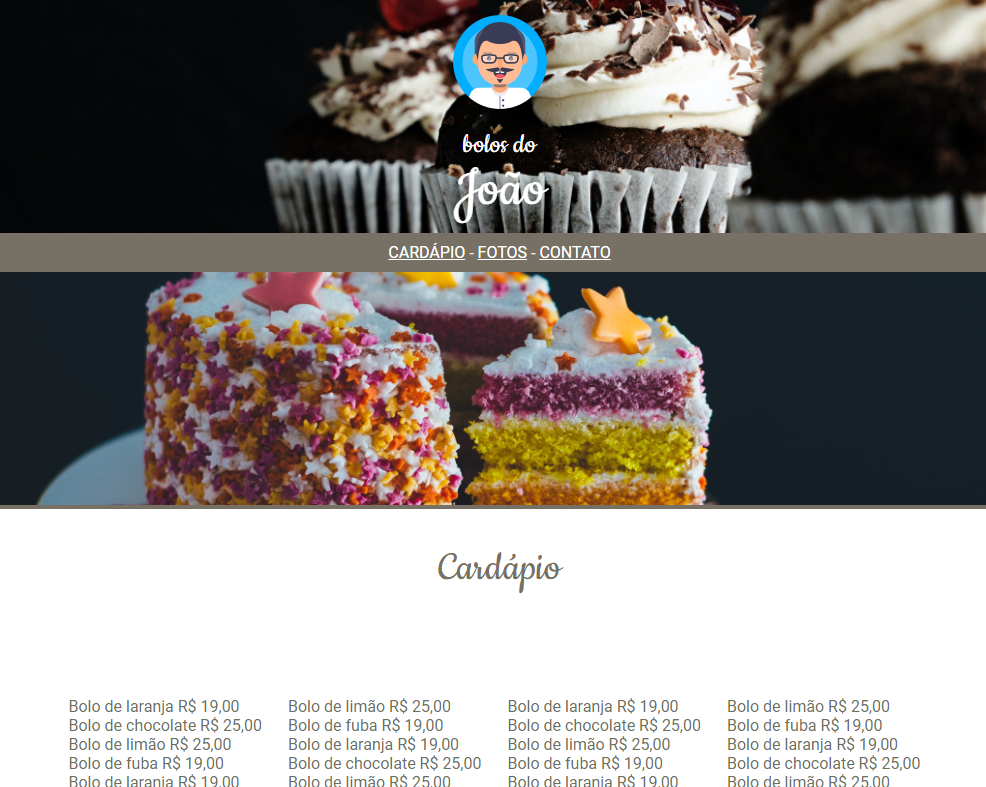 bolos do
João
CARDÁPIO - FOTOS - CONTATO
Cardápio
Bolo de laranja R$ 19,00
Bolo de chocolate R$ 25,00
Bolo de limão R$ 25,00
Bolo de fuba R$ 19,00
Bolo de laranja R$ 19,00
Bolo de limão R$ 25,00
Bolo de fuba R$ 19,00
Bolo de laranja R$ 19,00
Bolo de chocolate R$ 25,00
Bolo de limão R$ 25,00
Bolo de laranja R$ 19,00
Bolo de chocolate R$ 25,00
Bolo de limão R$ 25,00
Bolo de fuba R$ 19,00
Bolo de laranja R$ 19,00
Bolo de limão R$ 25,00
Bolo de fuba R$ 19,00
Bolo de laranja R$ 19,00
Bolo de chocolate R$ 25,00
Bolo de limão R$ 25,00